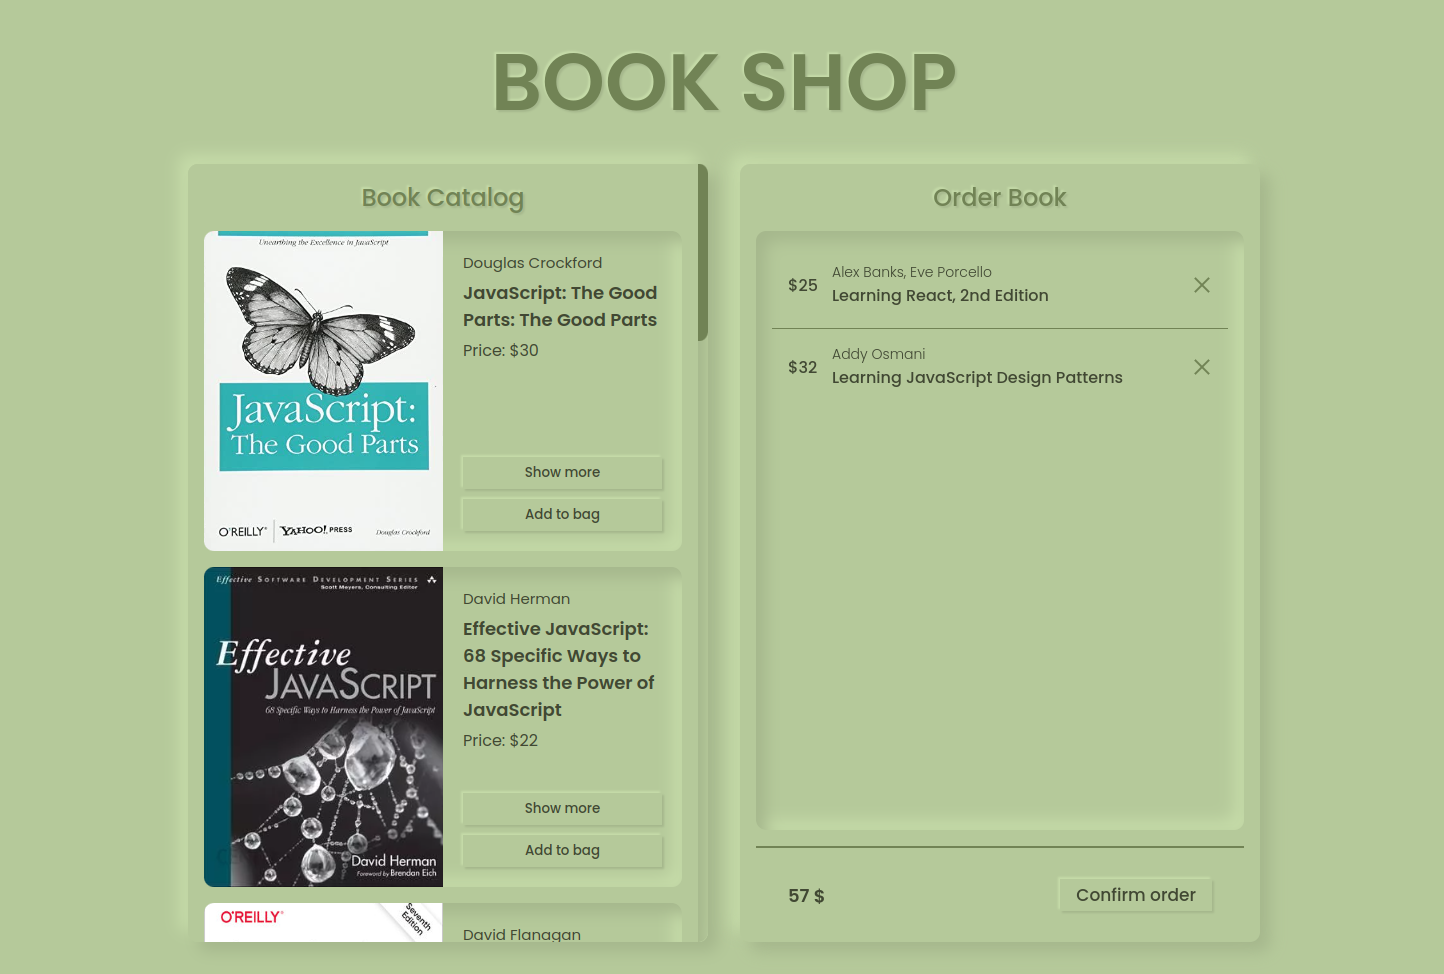 BOOK SHOP
Book Catalog
Unearthing the Excellence in JavaScript
JavaScript:
The Good Parts
O'REILLY®
YAHOO! PRESS
Douglas Crockford
Douglas Crockford
JavaScript: The Good
Parts: The Good Parts
Price: $30
Show more
Add to bag
Effective SOFTWARE DEVELOPMENT SERIES
Scott Meyers, Consulting Editor
Effective
JAVASCRIPT
68 Specific Ways to Harness the Power of JavaScript
David Herman
Foreword by Brendan Eich
David Herman
Effective JavaScript:
68 Specific Ways to
Harness the Power of
JavaScript
Price: $22
Show more
Add to bag
O'REILLY®
Seventh
Edition
David Flanagan
Order Book
$25
Alex Banks, Eve Porcello
Learning React, 2nd Edition
$32
Addy Osmani
Learning JavaScript Design Patterns
57 $
Confirm order